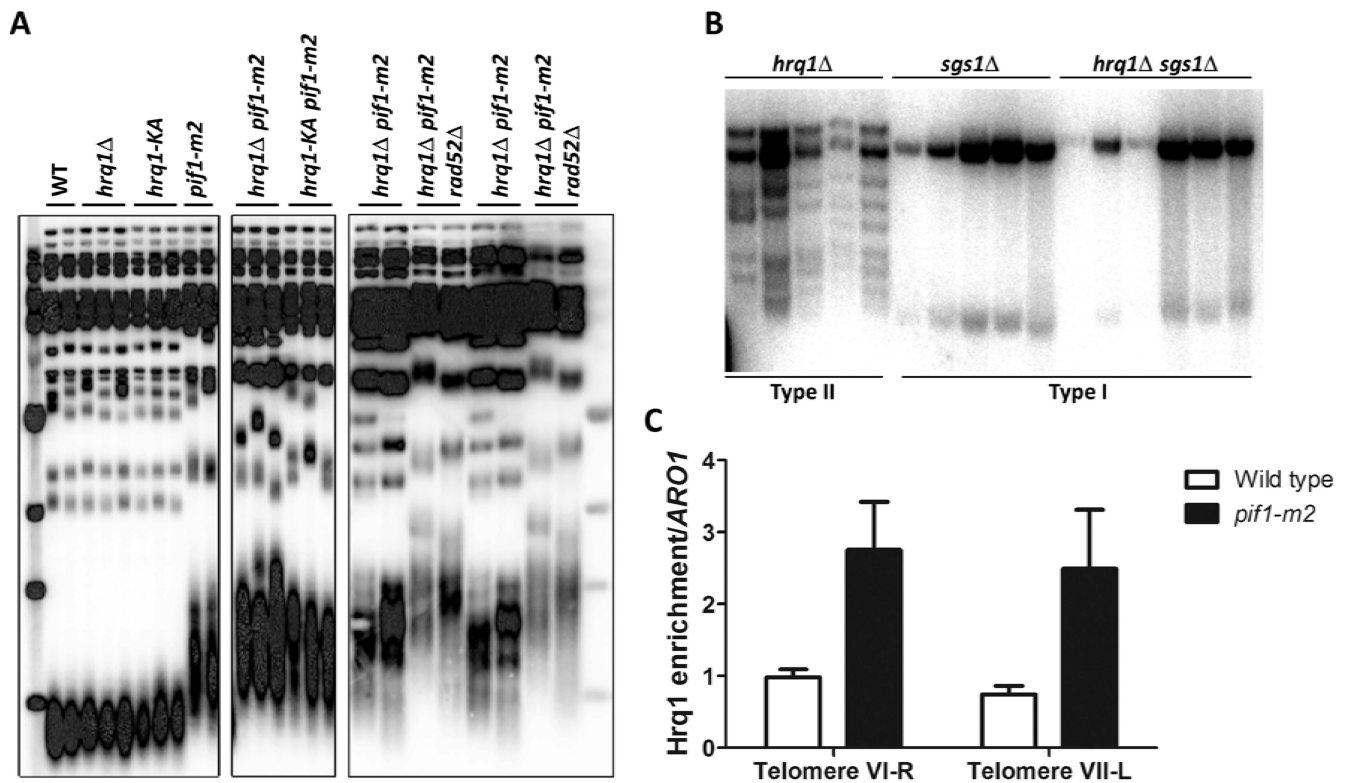 A
WT
hrq1Δ
hrq1-KA
pif1-m2
hrq1Δ pif1-m2
hrq1-KA pif1-m2
hrq1Δ pif1-m2
hrq1Δ pif1-m2
rad52Δ
hrq1Δ pif1-m2
hrq1Δ pif1-m2
rad52Δ
B
hrq1Δ
sgs1Δ
hrq1Δ sgs1Δ
Type II
Type I
C
Hrq1 enrichment/ARO1
4
3
2
1
0
Telomere VI-R
Telomere VII-L
Wild type
pif1-m2